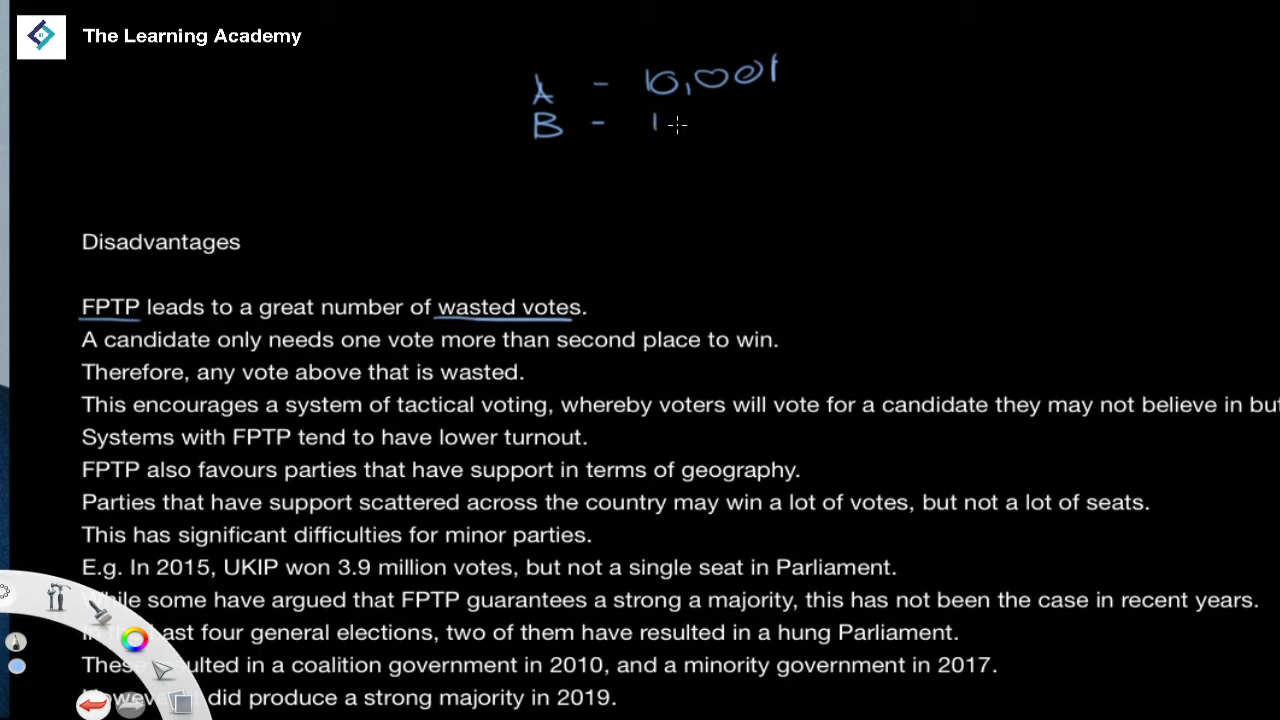 The Learning Academy
A - 10,001
B - 1
Disadvantages
FPTP leads to a great number of wasted votes.
A candidate only needs one vote more than second place to win.
Therefore, any vote above that is wasted.
This encourages a system of tactical voting, whereby voters will vote for a candidate they may not believe in but
Systems with FPTP tend to have lower turnout.
FPTP also favours parties that have support in terms of geography.
Parties that have support scattered across the country may win a lot of votes, but not a lot of seats.
This has significant difficulties for minor parties.
E.g. In 2015, UKIP won 3.9 million votes, but not a single seat in Parliament.
While some have argued that FPTP guarantees a strong a majority, this has not been the case in recent years.
In the last four general elections, two of them have resulted in a hung Parliament.
These resulted in a coalition government in 2010, and a minority government in 2017.
did produce a strong majority in 2019.